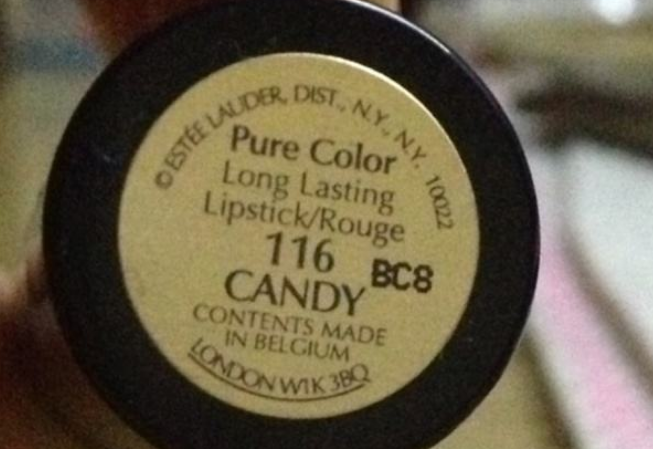 ©ESTÉE LAUDER, DIST., N.Y., N.Y. 10022
Pure Color
Long Lasting
Lipstick/Rouge
116
BC8
CANDY
CONTENTS MADE
IN BELGIUM
LONDON W1K 3BQ